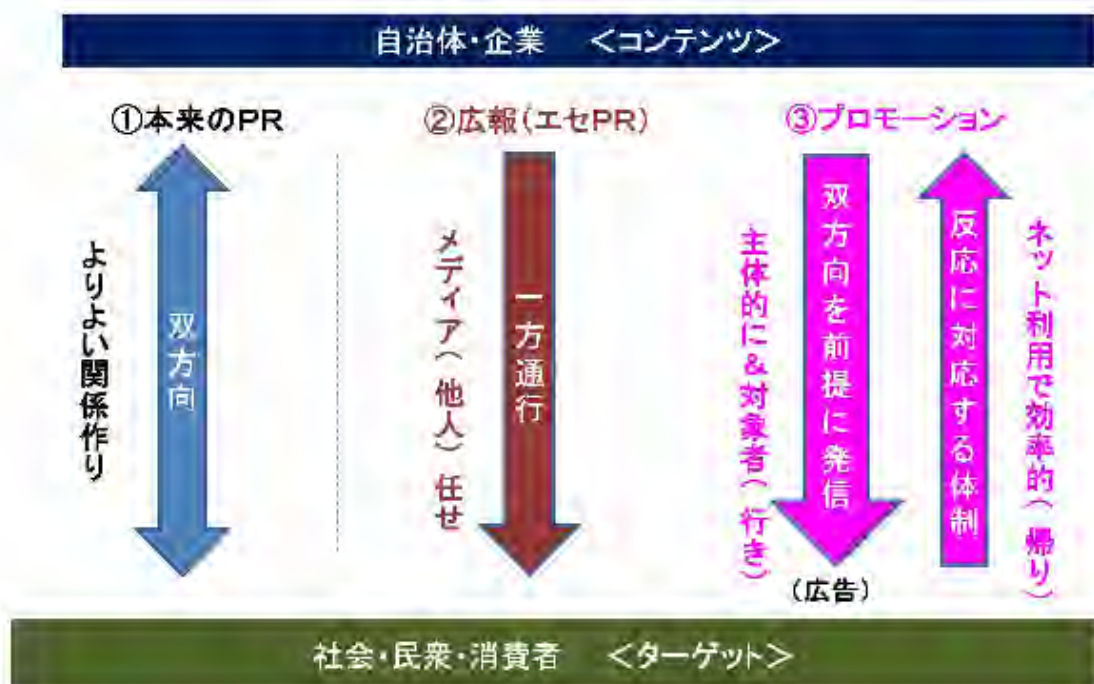 自治体・企業　＜コンテンツ＞
①本来のPR
よりよい関係作り
双方向
②広報（エセPR）
メディア（他人）任せ
一方通行
③プロモーション
主体的に&対象者（行き）
双方向を前提に発信
（広告）
反応に対応する体制
ネット利用で効率的（帰り）
社会・民衆・消費者　＜ターゲット＞